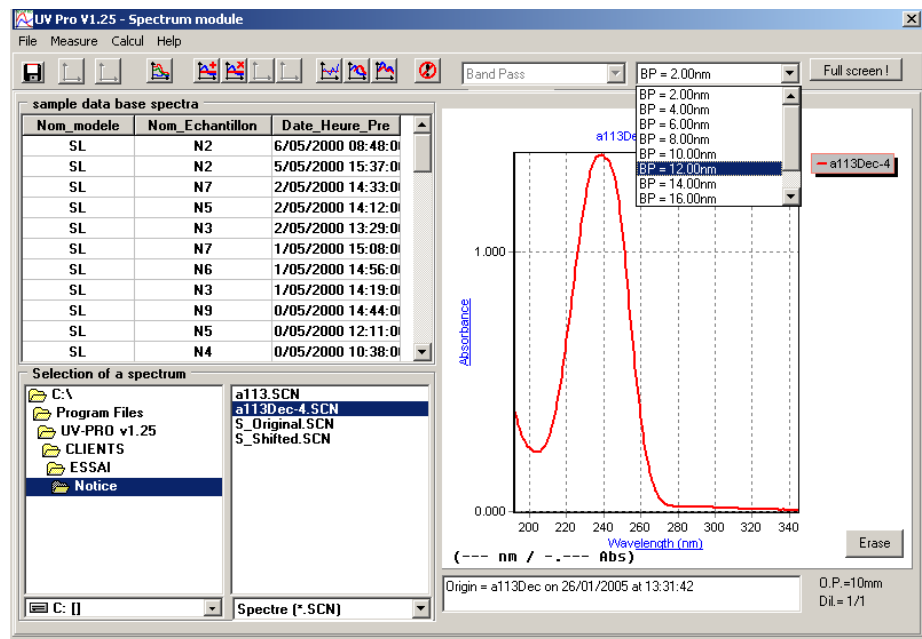 UV Pro V1.25 - Spectrum module
File Measure Calcul Help
Band Pass
BP = 2.00nm
Full screen !
sample data base spectra
Nom_modele Nom_Echantillon Date_Heure_Pre
SL N2 6/05/2000 08:48:0
SL N2 5/05/2000 15:37:0
SL N7 2/05/2000 14:33:0
SL N5 2/05/2000 14:12:0
SL N3 2/05/2000 13:29:0
SL N7 1/05/2000 15:08:0
SL N6 1/05/2000 14:56:0
SL N3 1/05/2000 14:19:0
SL N9 0/05/2000 14:44:0
SL N5 0/05/2000 12:11:0
SL N4 0/05/2000 10:38:0
Selection of a spectrum
C:\
Program Files
UV-PRO v1.25
CLIENTS
ESSAI
Notice
a113.SCN
a113Dec-4.SCN
S_Original.SCN
S_Shifted.SCN
C: []
Spectre (*.SCN)
BP = 2.00nm
BP = 4.00nm
BP = 6.00nm
BP = 8.00nm
BP = 10.00nm
BP = 12.00nm
BP = 14.00nm
BP = 16.00nm
a113De
a113Dec-4
1.000
Absorbance
0.000
200 220 240 260 280 300 320 340
Wavelength (nm)
(--- nm / -.--- Abs)
Erase
Origin = a113Dec on 26/01/2005 at 13:31:42
O.P.=10mm
Dil.= 1/1